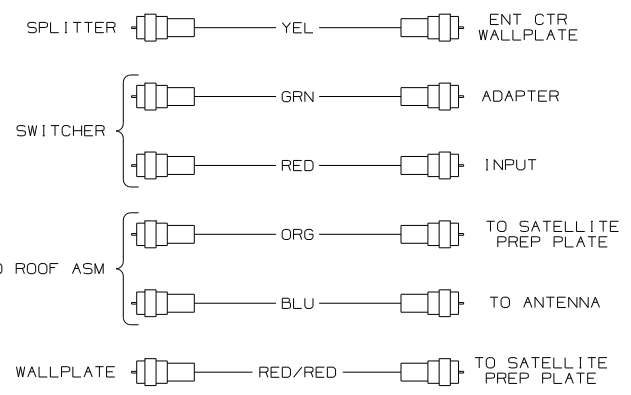 SPLITTER YEL ENT CTR
WALLPLATE
GRN ADAPTER
SWITCHER
RED INPUT
ORG TO SATELLITE
PREP PLATE
ROOF ASM
BLU TO ANTENNA
WALLPLATE RED/RED TO SATELLITE
PREP PLATE